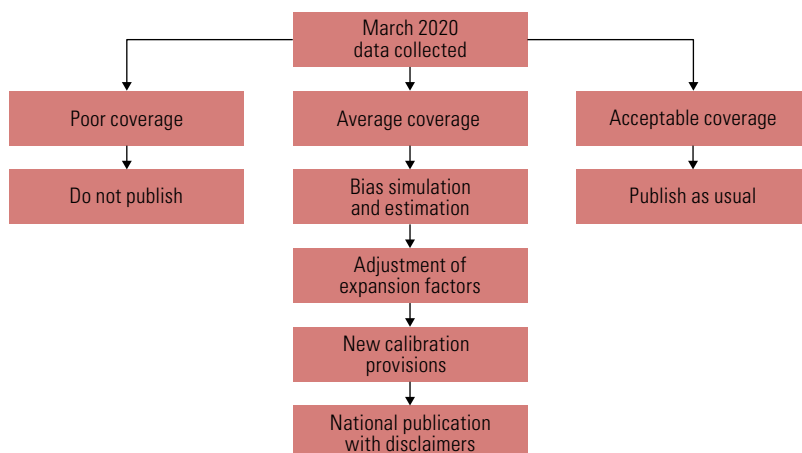 March 2020
data collected
Poor coverage
Average coverage
Acceptable coverage
Do not publish
Bias simulation
and estimation
Publish as usual
Adjustment of
expansion factors
New calibration
provisions
National publication
with disclaimers